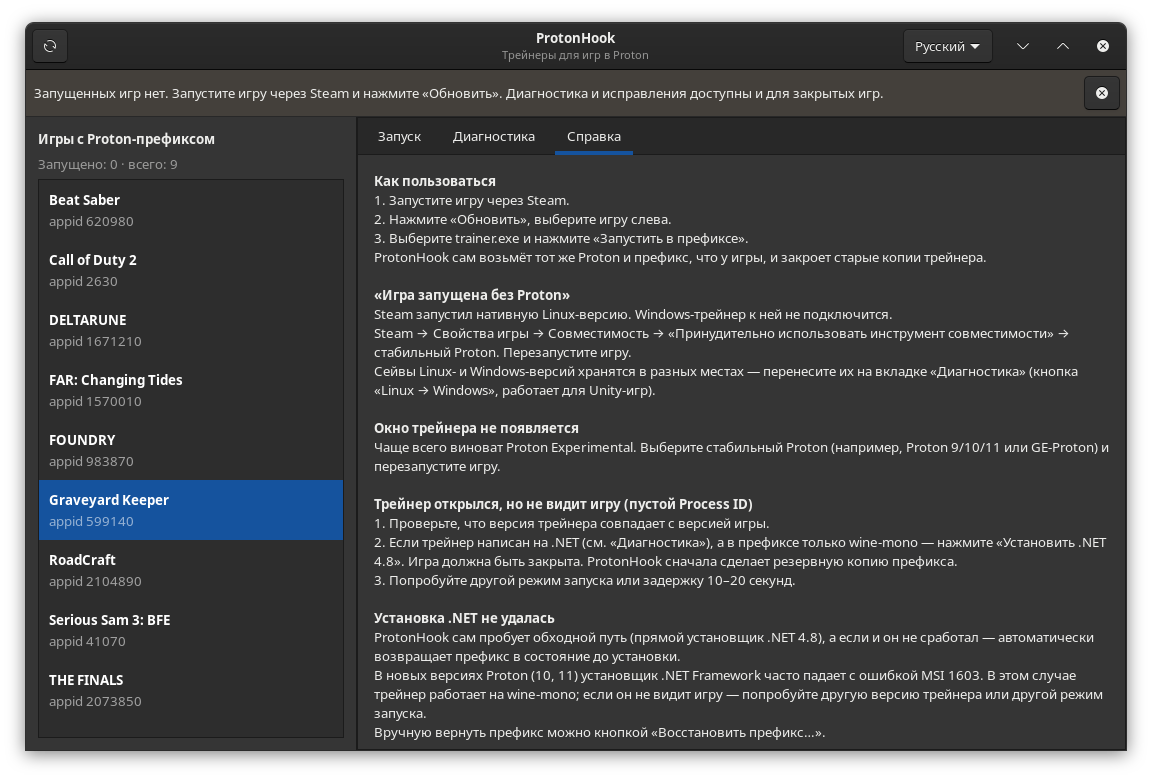 ProtonHook
Трейнеры для игр в Proton
Русский
Запущенных игр нет. Запустите игру через Steam и нажмите «Обновить». Диагностика и исправления доступны и для закрытых игр.
Игры с Proton-префиксом
Запущено: 0 · всего: 9
Beat Saber
appid 620980
Call of Duty 2
appid 2630
DELTARUNE
appid 1671210
FAR: Changing Tides
appid 1570010
FOUNDRY
appid 983870
Graveyard Keeper
appid 599140
RoadCraft
appid 2104890
Serious Sam 3: BFE
appid 41070
THE FINALS
appid 2073850
Запуск
Диагностика
Справка
Как пользоваться
1. Запустите игру через Steam.
2. Нажмите «Обновить», выберите игру слева.
3. Выберите trainer.exe и нажмите «Запустить в префиксе».
ProtonHook сам возьмёт тот же Proton и префикс, что у игры, и закроет старые копии трейнера.
«Игра запущена без Proton»
Steam запустил нативную Linux-версию. Windows-трейнер к ней не подключится.
Steam → Свойства игры → Совместимость → «Принудительно использовать инструмент совместимости» →
стабильный Proton. Перезапустите игру.
Сейвы Linux- и Windows-версий хранятся в разных местах — перенесите их на вкладке «Диагностика» (кнопка
«Linux → Windows», работает для Unity-игр).
Окно трейнера не появляется
Чаще всего виноват Proton Experimental. Выберите стабильный Proton (например, Proton 9/10/11 или GE-Proton) и
перезапустите игру.
Трейнер открылся, но не видит игру (пустой Process ID)
1. Проверьте, что версия трейнера совпадает с версией игры.
2. Если трейнер написан на .NET (см. «Диагностика»), а в префиксе только wine-mono — нажмите «Установить .NET
4.8». Игра должна быть закрыта. ProtonHook сначала сделает резервную копию префикса.
3. Попробуйте другой режим запуска или задержку 10–20 секунд.
Установка .NET не удалась
ProtonHook сам пробует обходной путь (прямой установщик .NET 4.8), а если и он не сработал — автоматически
возвращает префикс в состояние до установки.
В новых версиях Proton (10, 11) установщик .NET Framework часто падает с ошибкой MSI 1603. В этом случае
трейнер работает на wine-mono; если он не видит игру — попробуйте другую версию трейнера или другой режим
запуска.
Вручную вернуть префикс можно кнопкой «Восстановить префикс…».